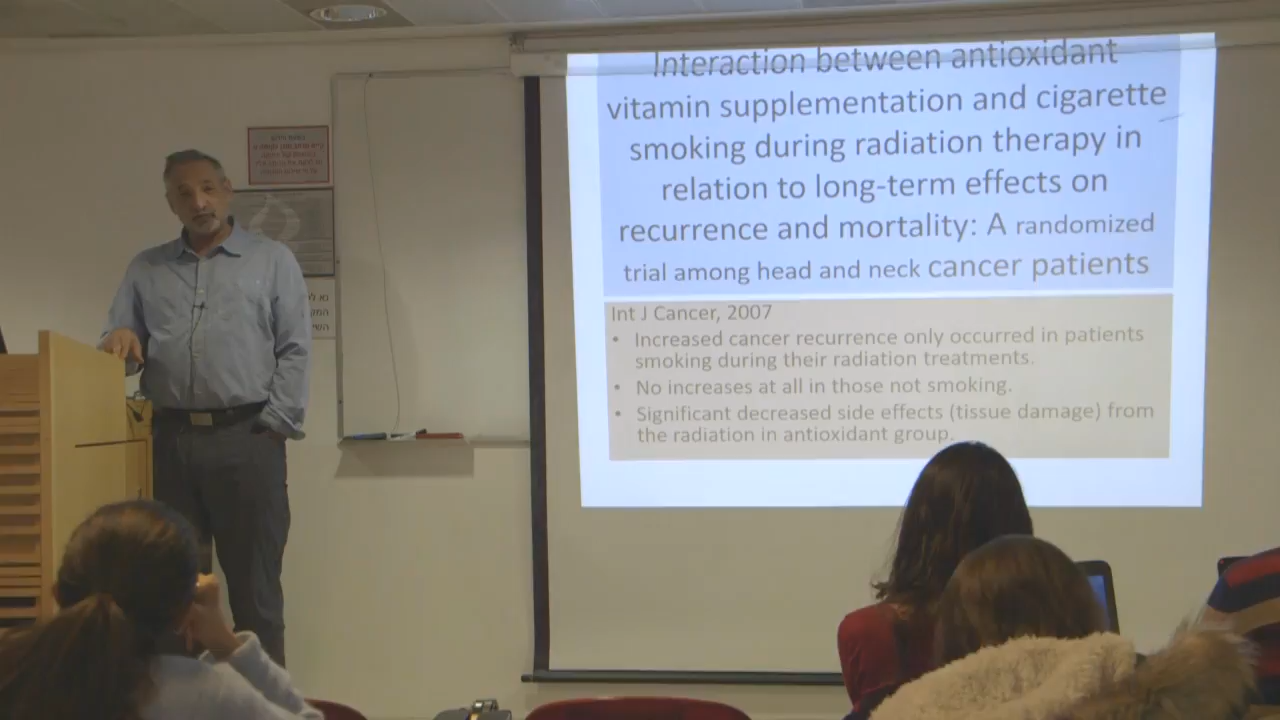 Interaction between antioxidant
vitamin supplementation and cigarette
smoking during radiation therapy in
relation to long-term effects on
recurrence and mortality: A randomized
trial among head and neck cancer patients
Int J Cancer, 2007
• Increased cancer recurrence only occurred in patients
smoking during their radiation treatments.
• No increases at all in those not smoking.
• Significant decreased side effects (tissue damage) from
the radiation in antioxidant group.
נא ל
המק
השי